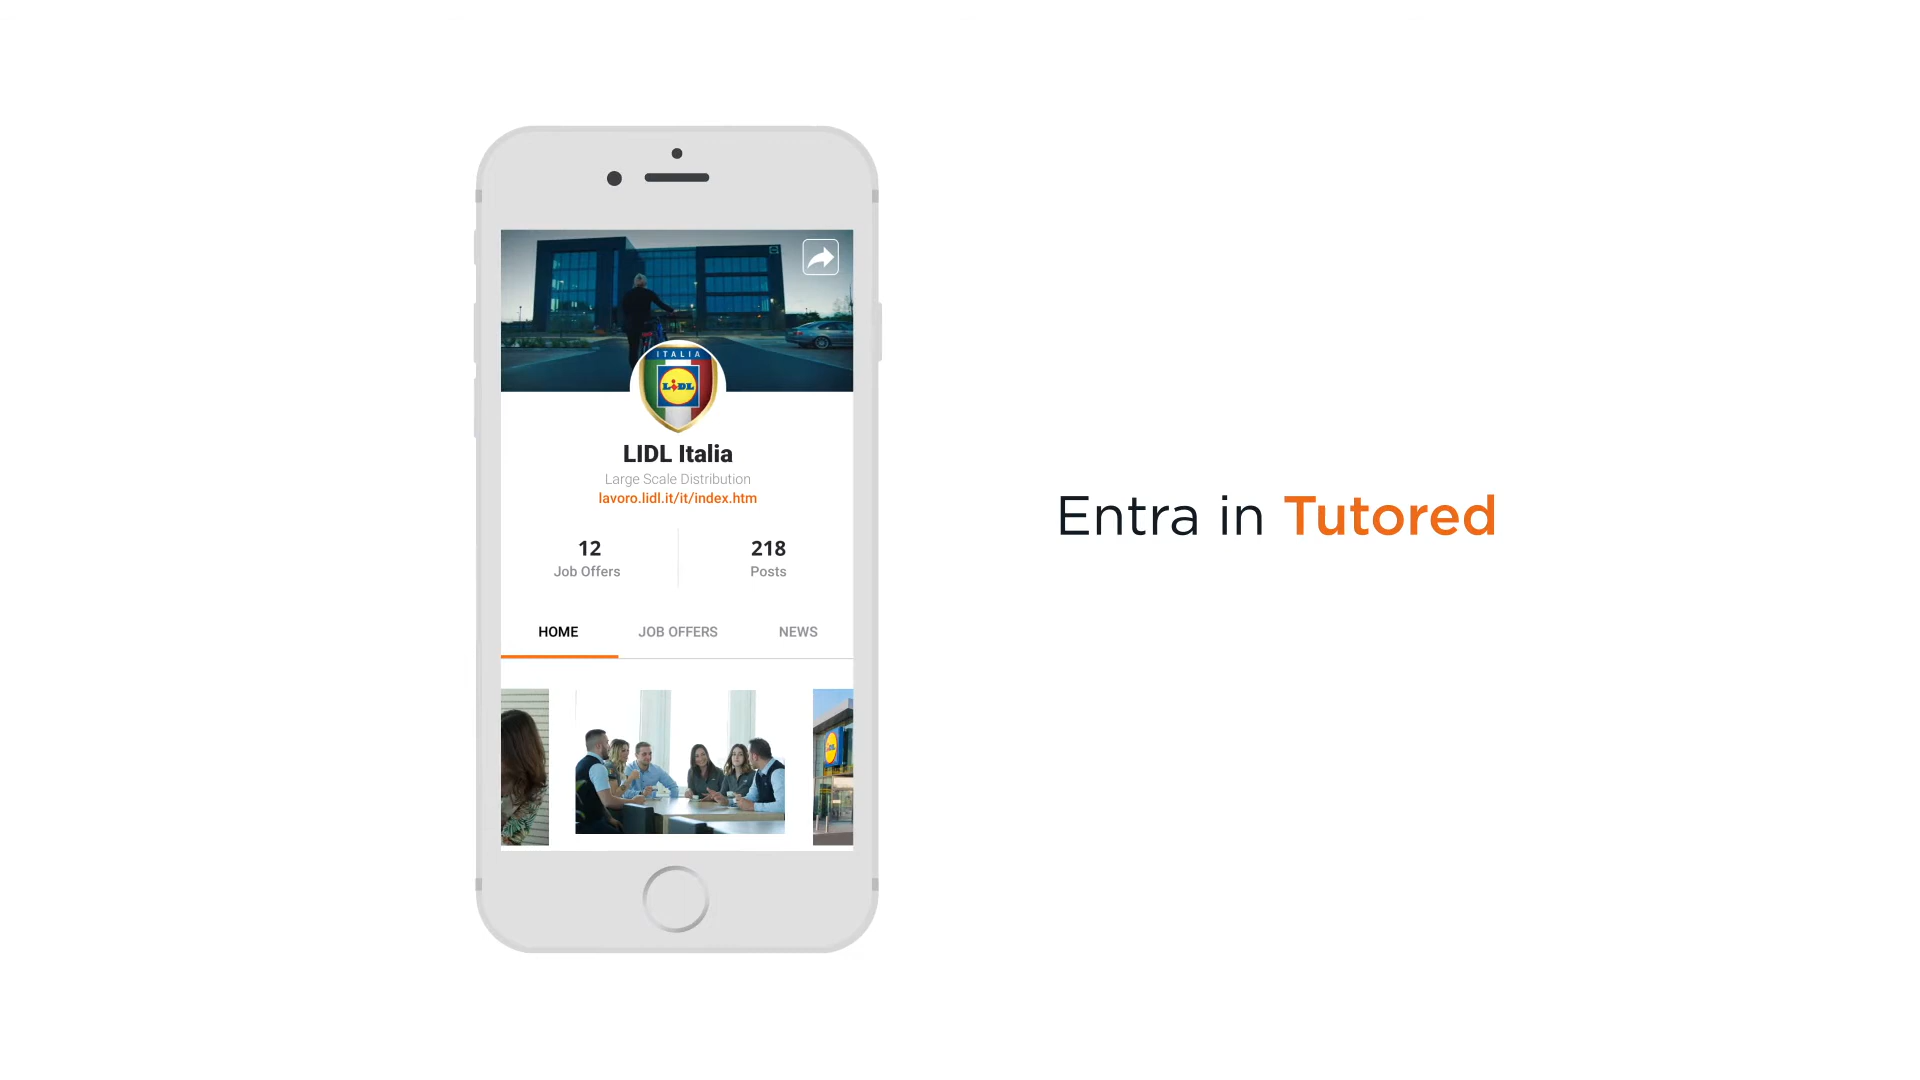 ITALIA
LIDL
LIDL Italia
Large Scale Distribution
lavoro.lidl.it/it/index.htm
12
Job Offers
218
Posts
HOME
JOB OFFERS
NEWS
LIDL
Entra in Tutored